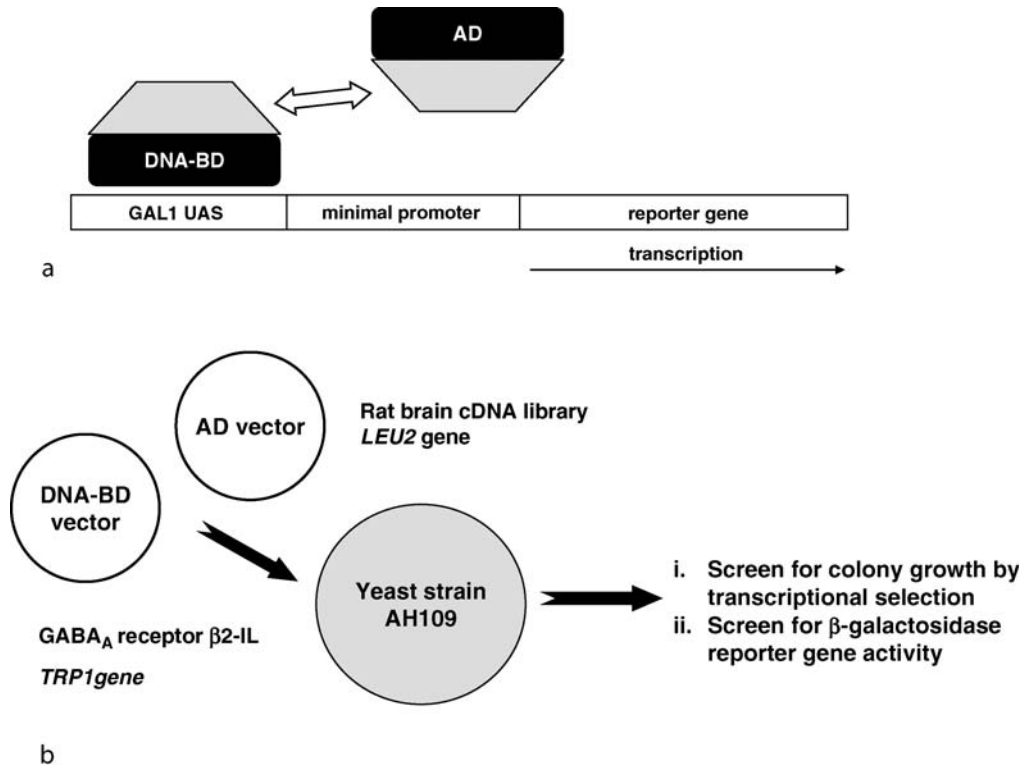 AD
DNA-BD
GAL1 UAS
minimal promoter
reporter gene
transcription
a
AD vector
Rat brain cDNA library
LEU2 gene
DNA-BD
vector
GABAA receptor β2-IL
TRP1gene
Yeast strain
AH109
i. Screen for colony growth by
transcriptional selection
ii. Screen for β-galactosidase
reporter gene activity
b